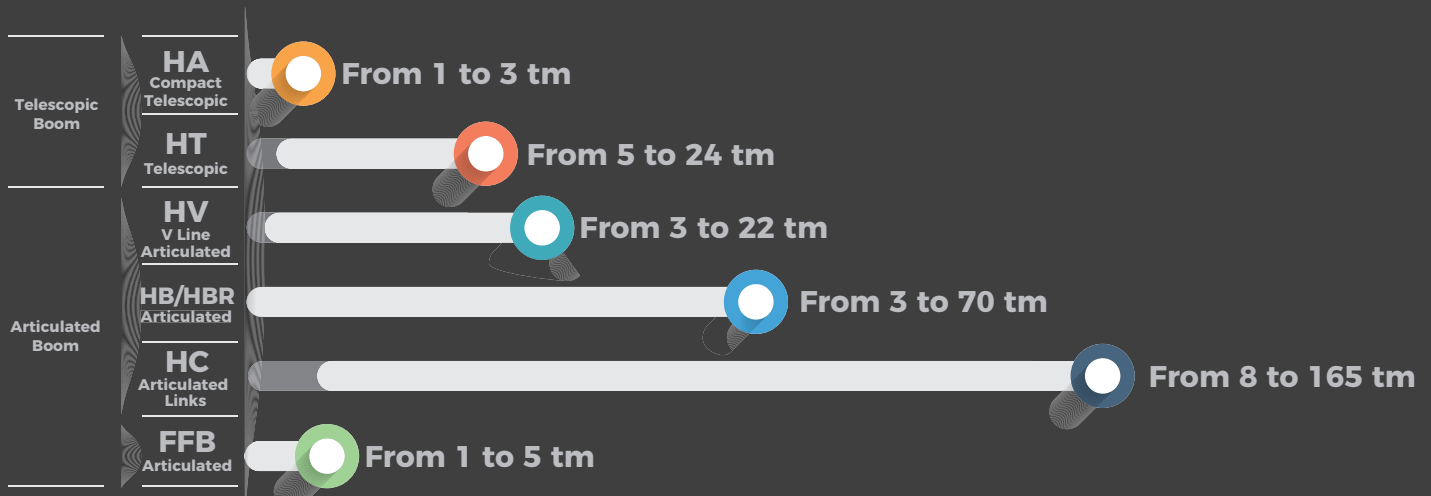 Telescopic
Boom
HA
Compact
Telescopic
From 1 to 3 tm
HT
Telescopic
From 5 to 24 tm
Articulated
Boom
HV
V Line
Articulated
From 3 to 22 tm
HB/HBR
Articulated
From 3 to 70 tm
HC
Articulated
Links
From 8 to 165 tm
FFB
Articulated
From 1 to 5 tm